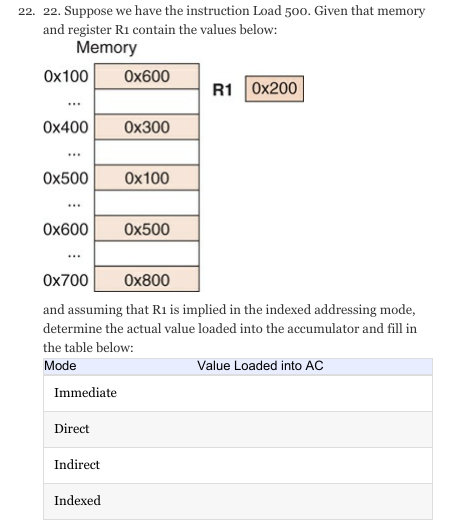 22. 22. Suppose we have the instruction Load 500. Given that memory
and register R1 contain the values below:
Memory
0x100 0x600
R1 0x200
...
0x400 0x300
...
0x500 0x100
...
0x600 0x500
...
0x700 0x800
and assuming that R1 is implied in the indexed addressing mode,
determine the actual value loaded into the accumulator and fill in
the table below:
Mode Value Loaded into AC
Immediate
Direct
Indirect
Indexed